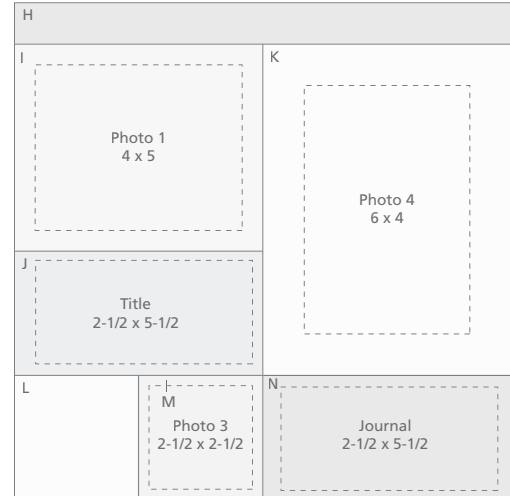 H
I
Photo 1
4 x 5
K
Photo 4
6 x 4
J
Title
2-1/2 x 5-1/2
L
M
Photo 3
2-1/2 x 2-1/2
N
Journal
2-1/2 x 5-1/2